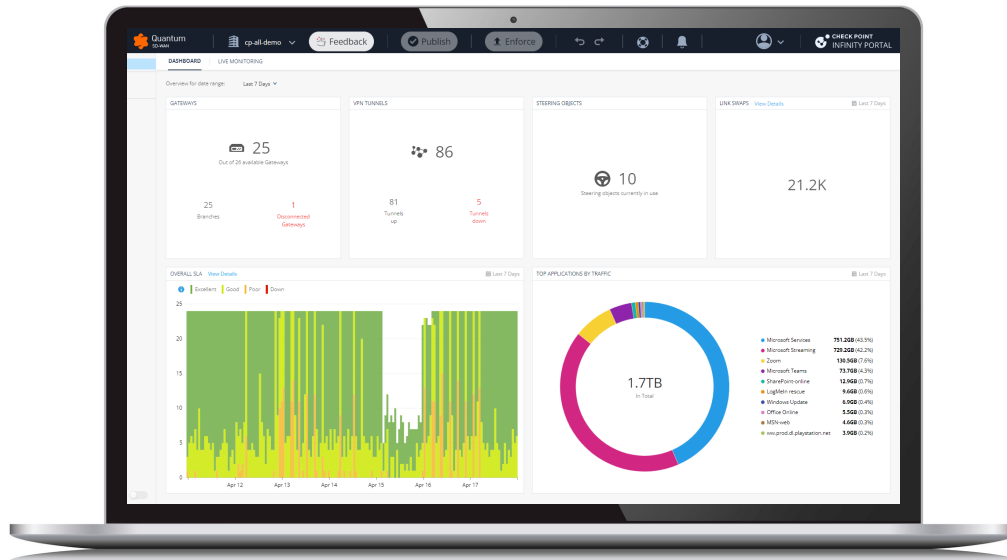 Quantum
SD-WAN
cp-all-demo
Feedback
Publish
Enforce
CHECK POINT
INFINITY PORTAL
DASHBOARD
LIVE MONITORING
Overview for date range:
Last 7 Days
GATEWAYS
25
Out of 26 available Gateways
25
Branches
1
Disconnected
Gateways
VPN TUNNELS
86
81
Tunnels
up
5
Tunnels
down
STEERING OBJECTS
10
Steering objects currently in use
LINK SWAPS View Details Last 7 Days
21.2K
OVERALL SLA View Details Last 7 Days
Excellent Good Poor Down
25
20
15
10
5
0
Apr 12 Apr 13 Apr 14 Apr 15 Apr 16 Apr 17
TOP APPLICATIONS BY TRAFFIC Last 7 Days
1.7TB
In Total
Microsoft Services 751.2GB (43.5%)
Microsoft Streaming 729.2GB (42.2%)
Zoom 130.5GB (7.6%)
Microsoft Teams 73.7GB (4.3%)
SharePoint-online 12.9GB (0.7%)
LogMeIn rescue 9.6GB (0.6%)
Windows Update 6.9GB (0.4%)
Office Online 5.5GB (0.3%)
MSN-web 4.6GB (0.3%)
ww.prod.dl.playstation.net 3.9GB (0.2%)